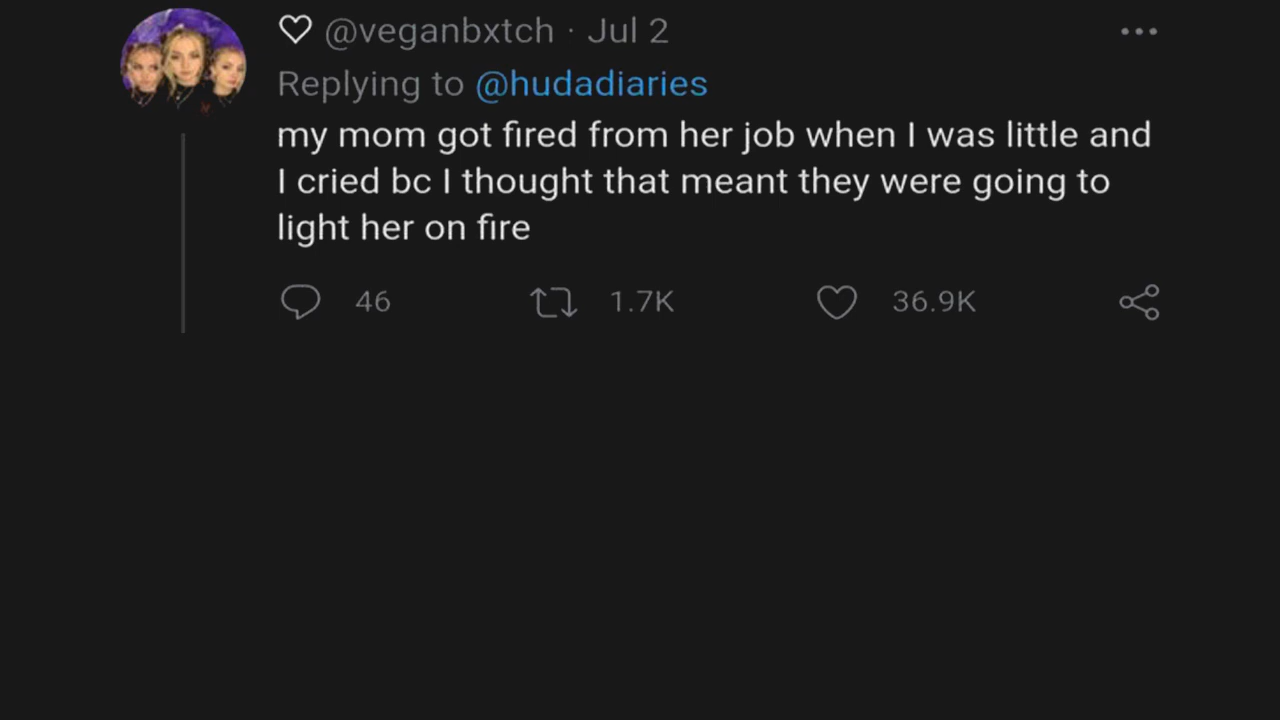 ♡ @veganbxtch · Jul 2
Replying to @hudadiaries
my mom got fired from her job when I was little and
I cried bc I thought that meant they were going to
light her on fire
46 1.7K 36.9K